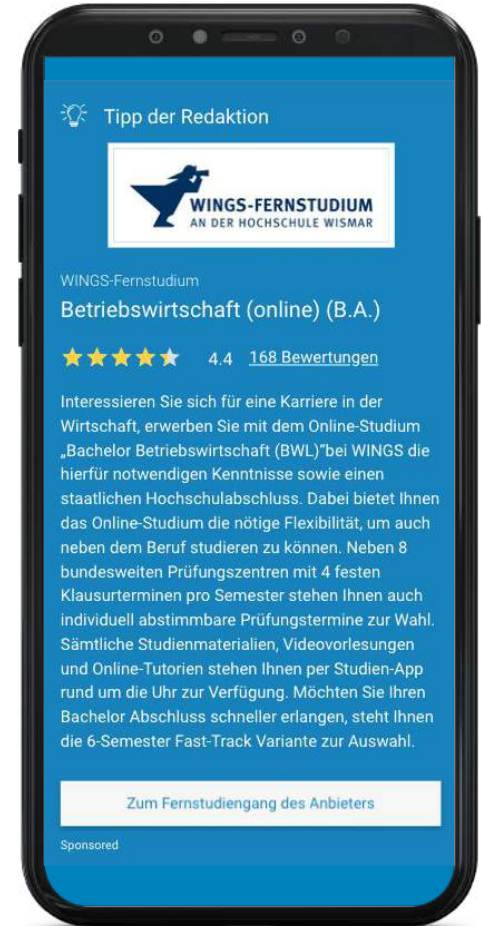 Tipp der Redaktion
WINGS-FERNSTUDIUM
AN DER HOCHSCHULE WISMAR
WINGS-Fernstudium
Betriebswirtschaft (online) (B.A.)
4.4 168 Bewertungen
Interessieren Sie sich für eine Karriere in der
Wirtschaft, erwerben Sie mit dem Online-Studium
„Bachelor Betriebswirtschaft (BWL)"bei WINGS die
hierfür notwendigen Kenntnisse sowie einen
staatlichen Hochschulabschluss. Dabei bietet Ihnen
das Online-Studium die nötige Flexibilität, um auch
neben dem Beruf studieren zu können. Neben 8
bundesweiten Prüfungszentren mit 4 festen
Klausurterminen pro Semester stehen Ihnen auch
individuell abstimmbare Prüfungstermine zur Wahl.
Sämtliche Studienmaterialien, Videovorlesungen
und Online-Tutorien stehen Ihnen per Studien-App
rund um die Uhr zur Verfügung. Möchten Sie Ihren
Bachelor Abschluss schneller erlangen, steht Ihnen
die 6-Semester Fast-Track Variante zur Auswahl.
Zum Fernstudiengang des Anbieters
Sponsored